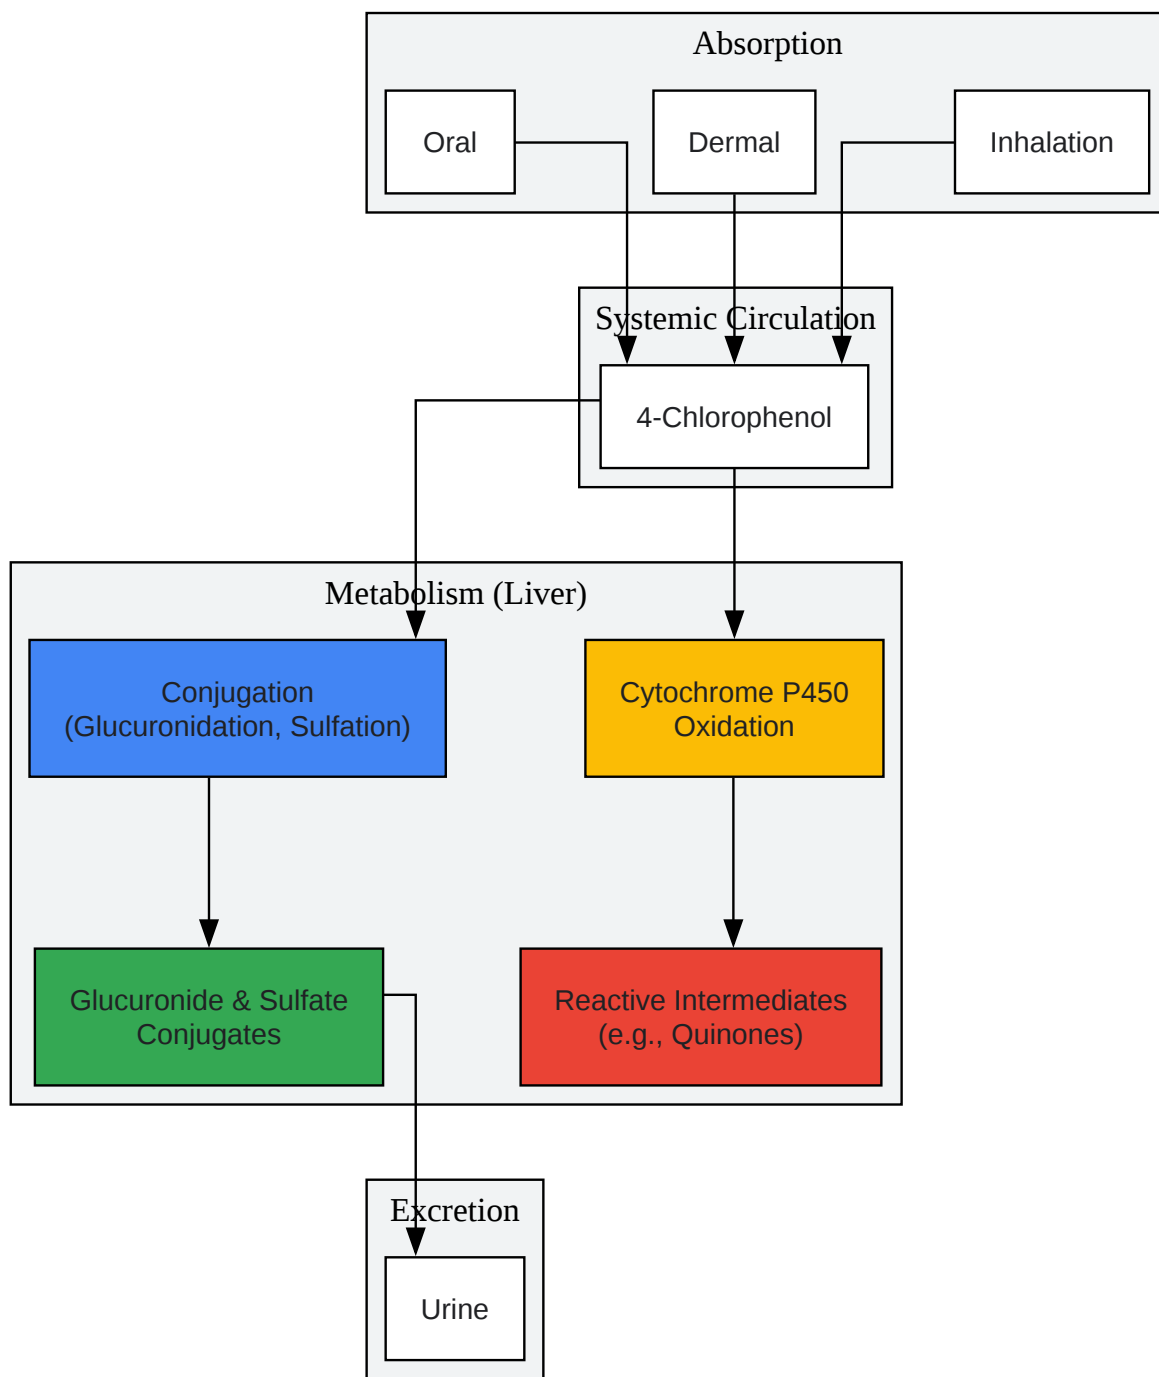 Absorption
Oral
Dermal
Inhalation
Systemic Circulation
4-Chlorophenol
Metabolism (Liver)
Conjugation
(Glucuronidation, Sulfation)
Cytochrome P450
Oxidation
Glucuronide & Sulfate
Conjugates
Reactive Intermediates
(e.g., Quinones)
Excretion
Urine